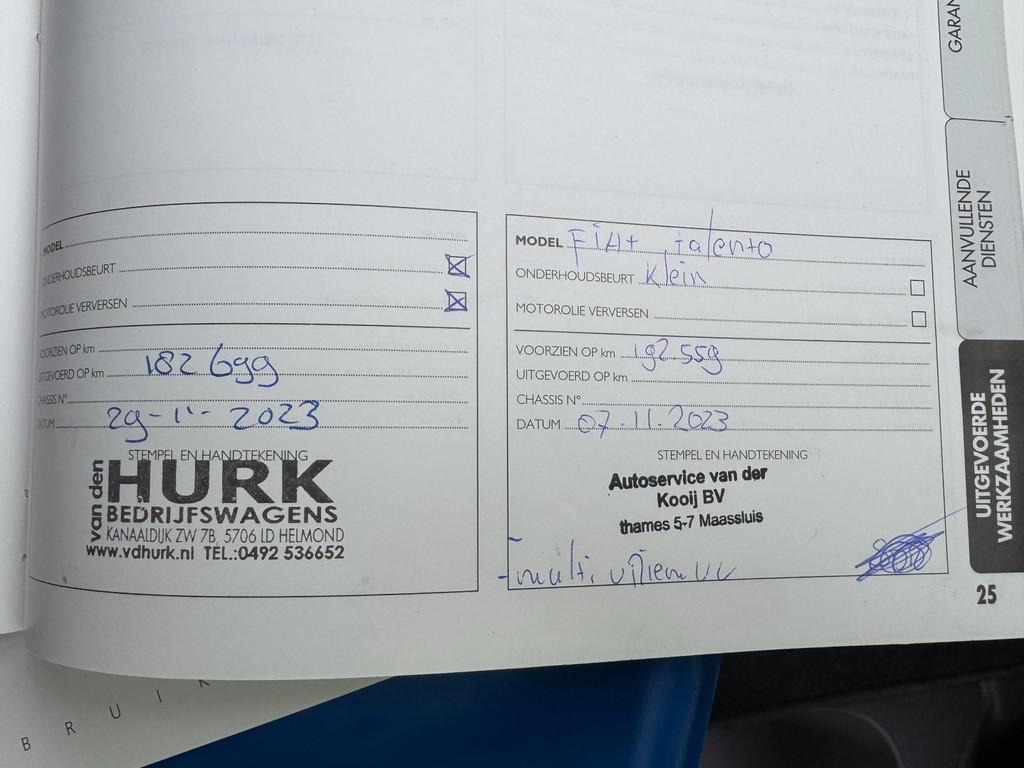 GARAN
AANVULLENDE
DIENSTEN
UITGEVOERDE
WERKZAAMHEDEN
25
MODEL
ONDERHOUDSBEURT
MOTOROLIE VERVERSEN
VOORZIEN OP km
UITGEVOERD OP km 182 699
CHASSIS N°
DATUM 29-11-2023
STEMPEL EN HANDTEKENING
van den
HURK
BEDRIJFSWAGENS
KANAALDIJK ZW 7B, 5706 LD HELMOND
www.vdhurk.nl TEL.:0492 536652
MODEL FiAt talento
ONDERHOUDSBEURT Klein
MOTOROLIE VERVERSEN
VOORZIEN OP km 192.559
UITGEVOERD OP km
CHASSIS N°
DATUM 07.11.2023
STEMPEL EN HANDTEKENING
Autoservice van der
Kooij BV
thames 5-7 Maassluis
- multi
B R U I K